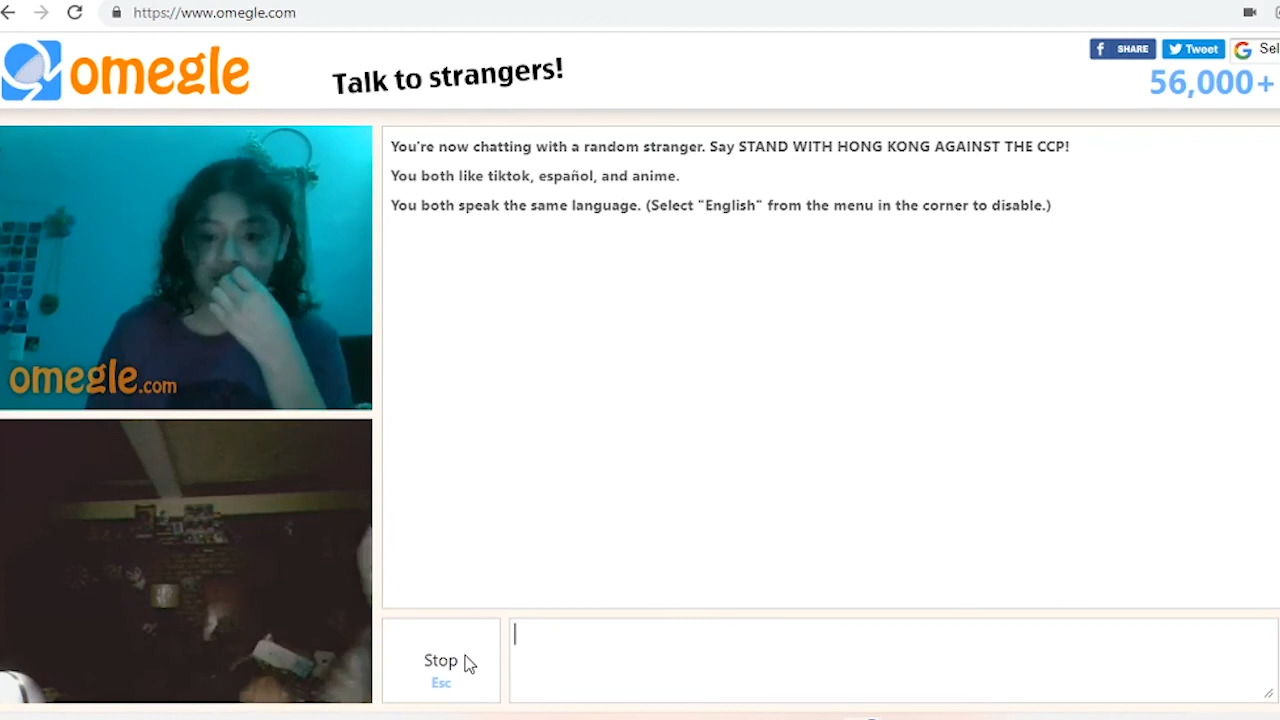 https://www.omegle.com
omegle
Talk to strangers!
SHARE
Tweet
Sel
56,000+
You're now chatting with a random stranger. Say STAND WITH HONG KONG AGAINST THE CCP!
You both like tiktok, español, and anime.
You both speak the same language. (Select "English" from the menu in the corner to disable.)
omegle.com
Stop
Esc